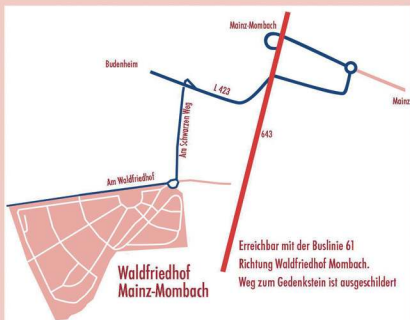 Mainz-Mombach
Budenheim
L 423
Mainz
Am Schwarzen Weg
643
Am Waldfriedhof
Waldfriedhof
Mainz-Mombach
Erreichbar mit der Buslinie 61
Richtung Waldfriedhof Mombach.
Weg zum Gedenkstein ist ausgeschildert